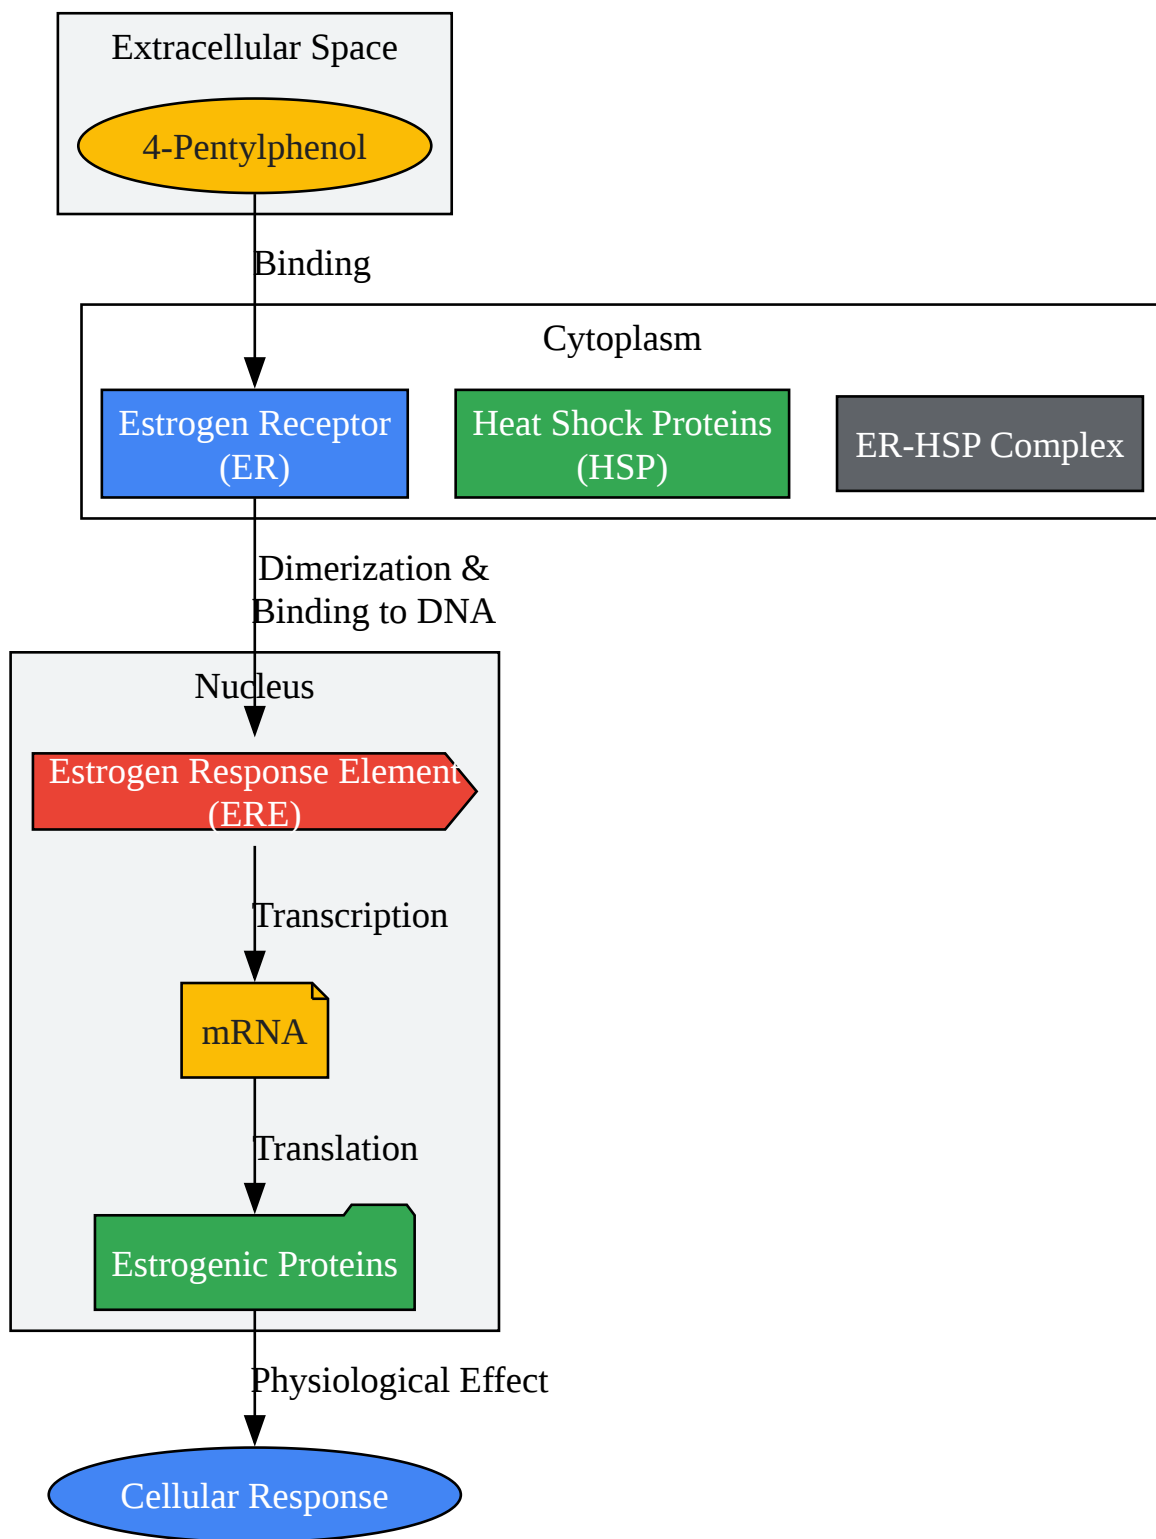 Extracellular Space
4-Pentylphenol
Binding
Cytoplasm
Estrogen Receptor
(ER)
Heat Shock Proteins
(HSP)
ER-HSP Complex
Dimerization &
Binding to DNA
Nucleus
Estrogen Response Element
(ERE)
Transcription
mRNA
Translation
Estrogenic Proteins
Physiological Effect
Cellular Response